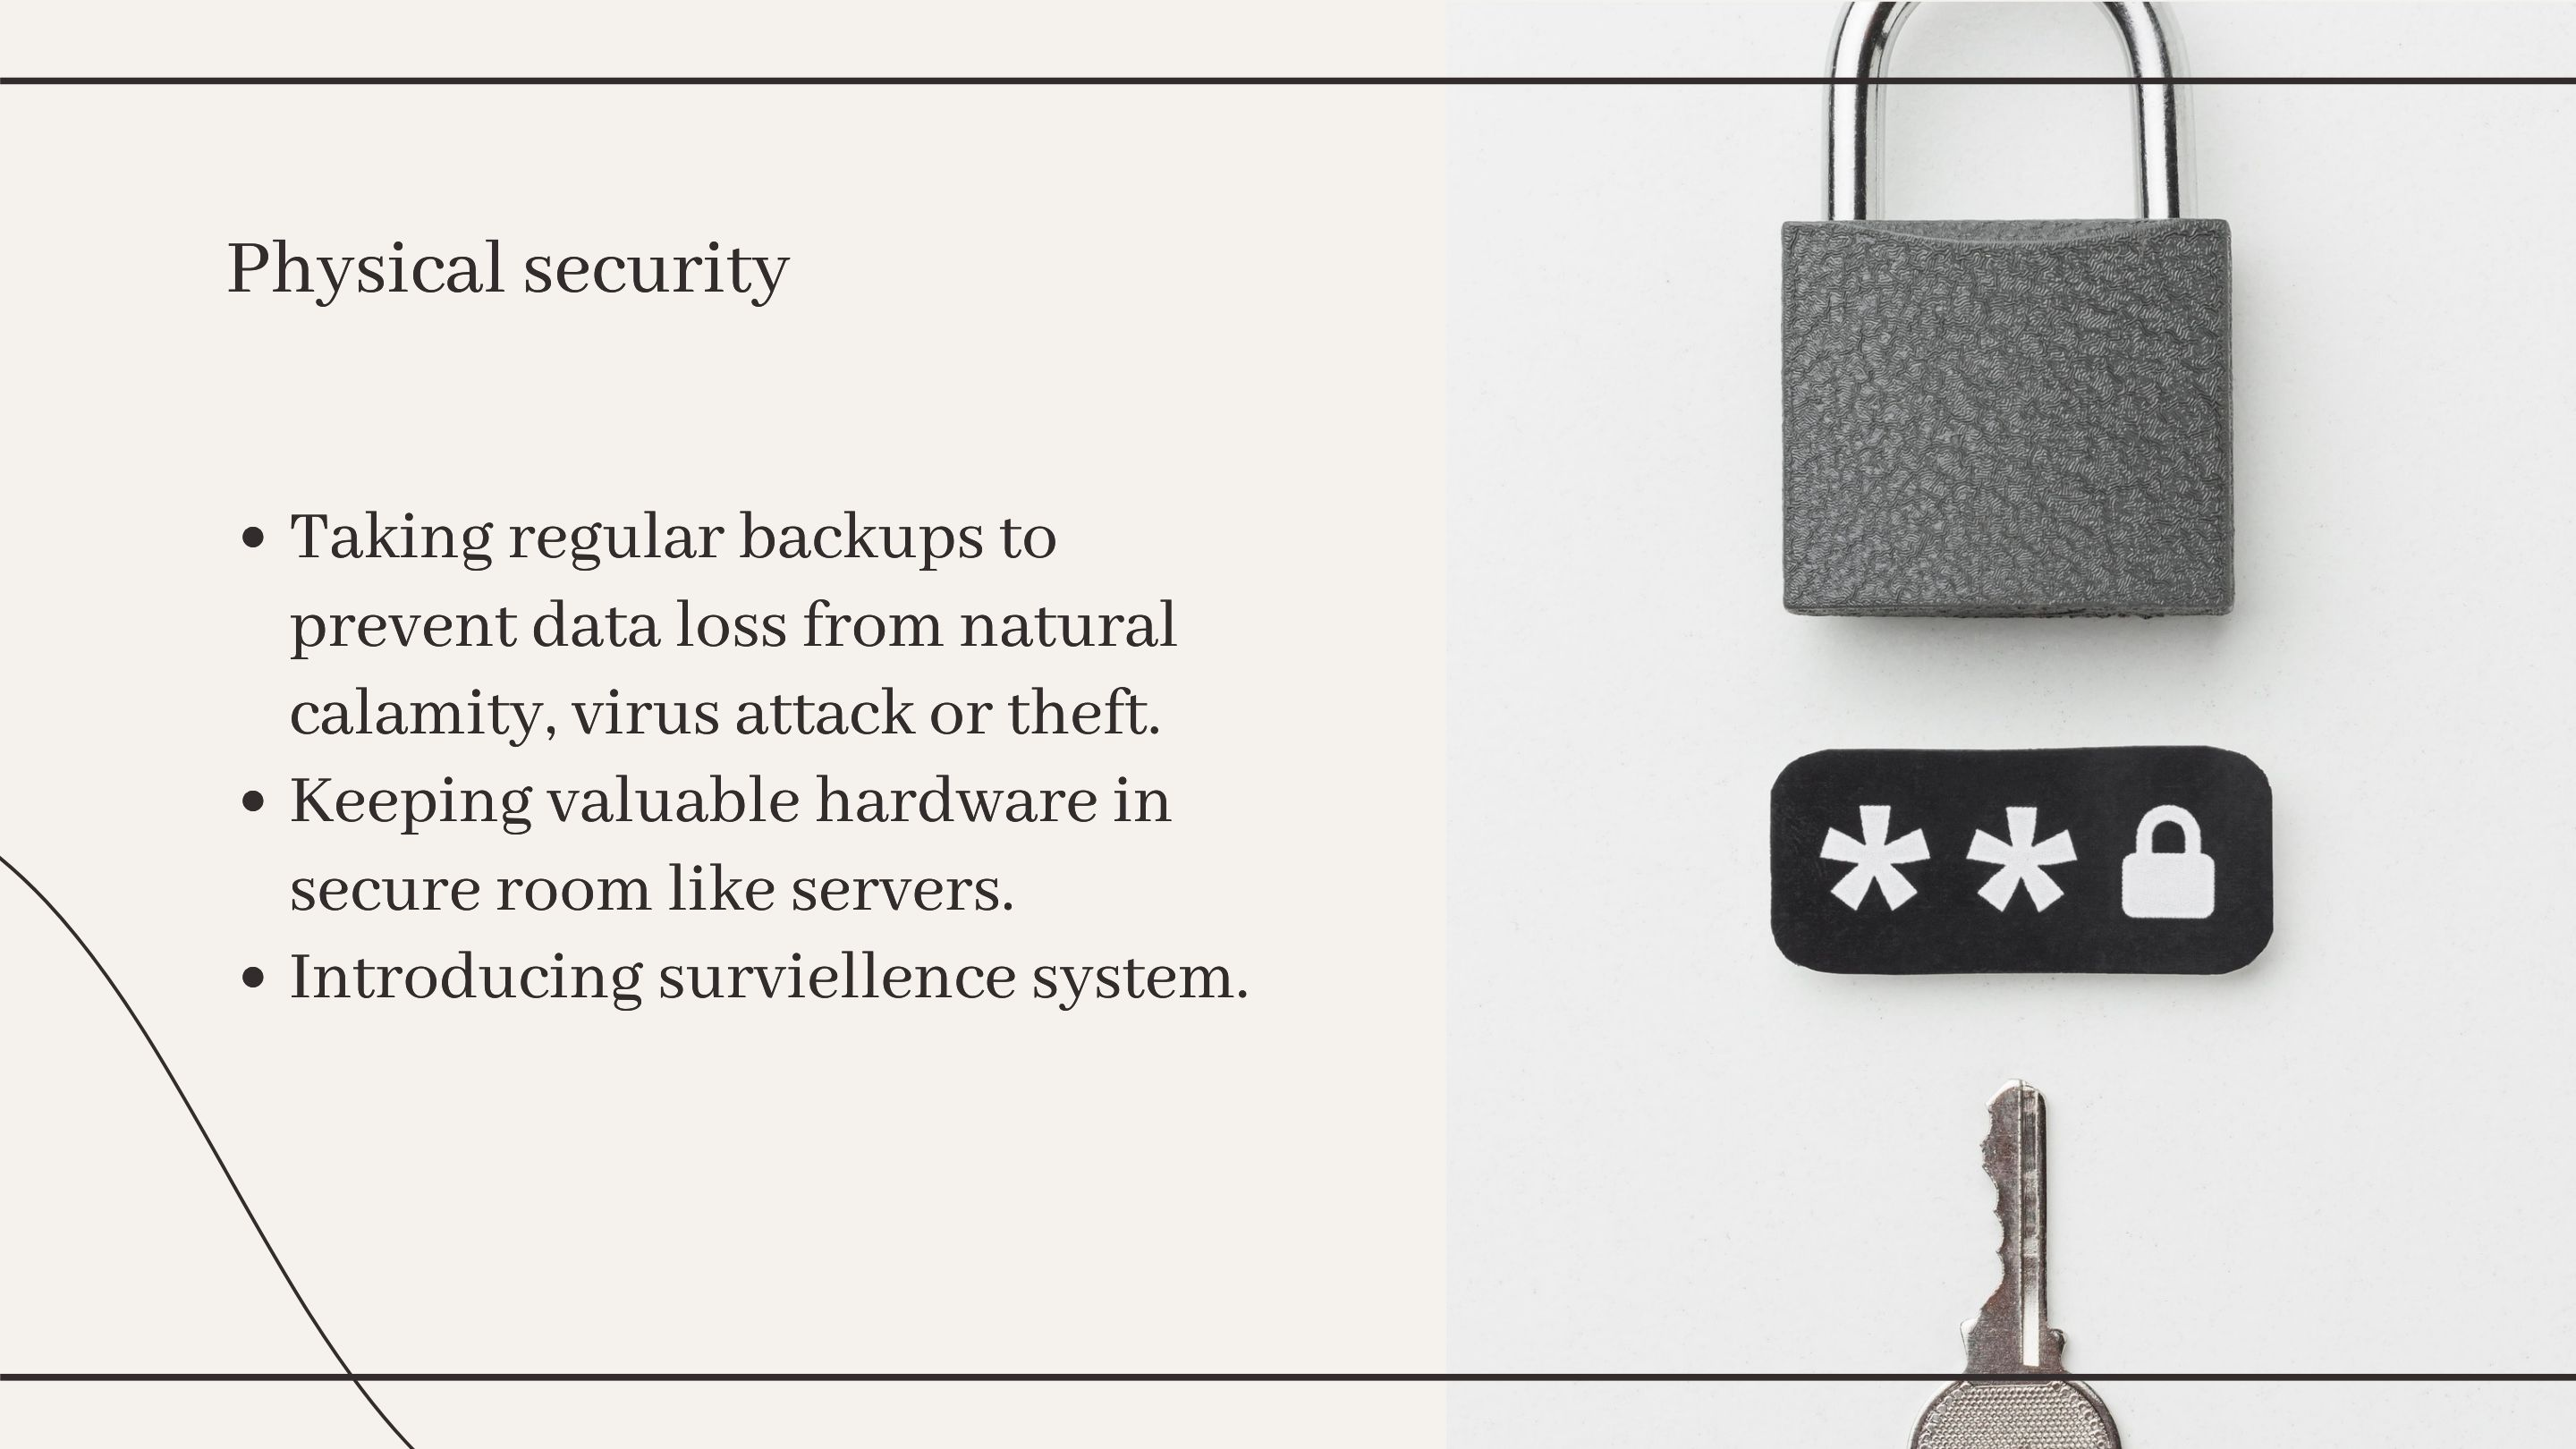 Physical security
• Taking regular backups to
prevent data loss from natural
calamity, virus attack or theft.
• Keeping valuable hardware in
secure room like servers.
• Introducing surviellence system.
* *